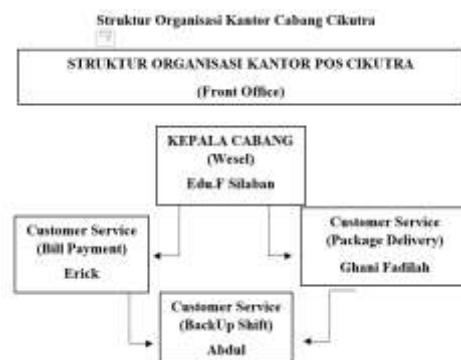 Struktur Organisasi Kantor Cabang Cikutra
STRUKTUR ORGANISASI KANTOR POS CIKUTRA
(Front Office)
KEPALA CABANG
(Wesel)
Edu.F Silaban
Customer Service
(Bill Payment)
Erick
Customer Service
(Package Delivery)
Ghani Fadilah
Customer Service
(BackUp Shift)
Abdul